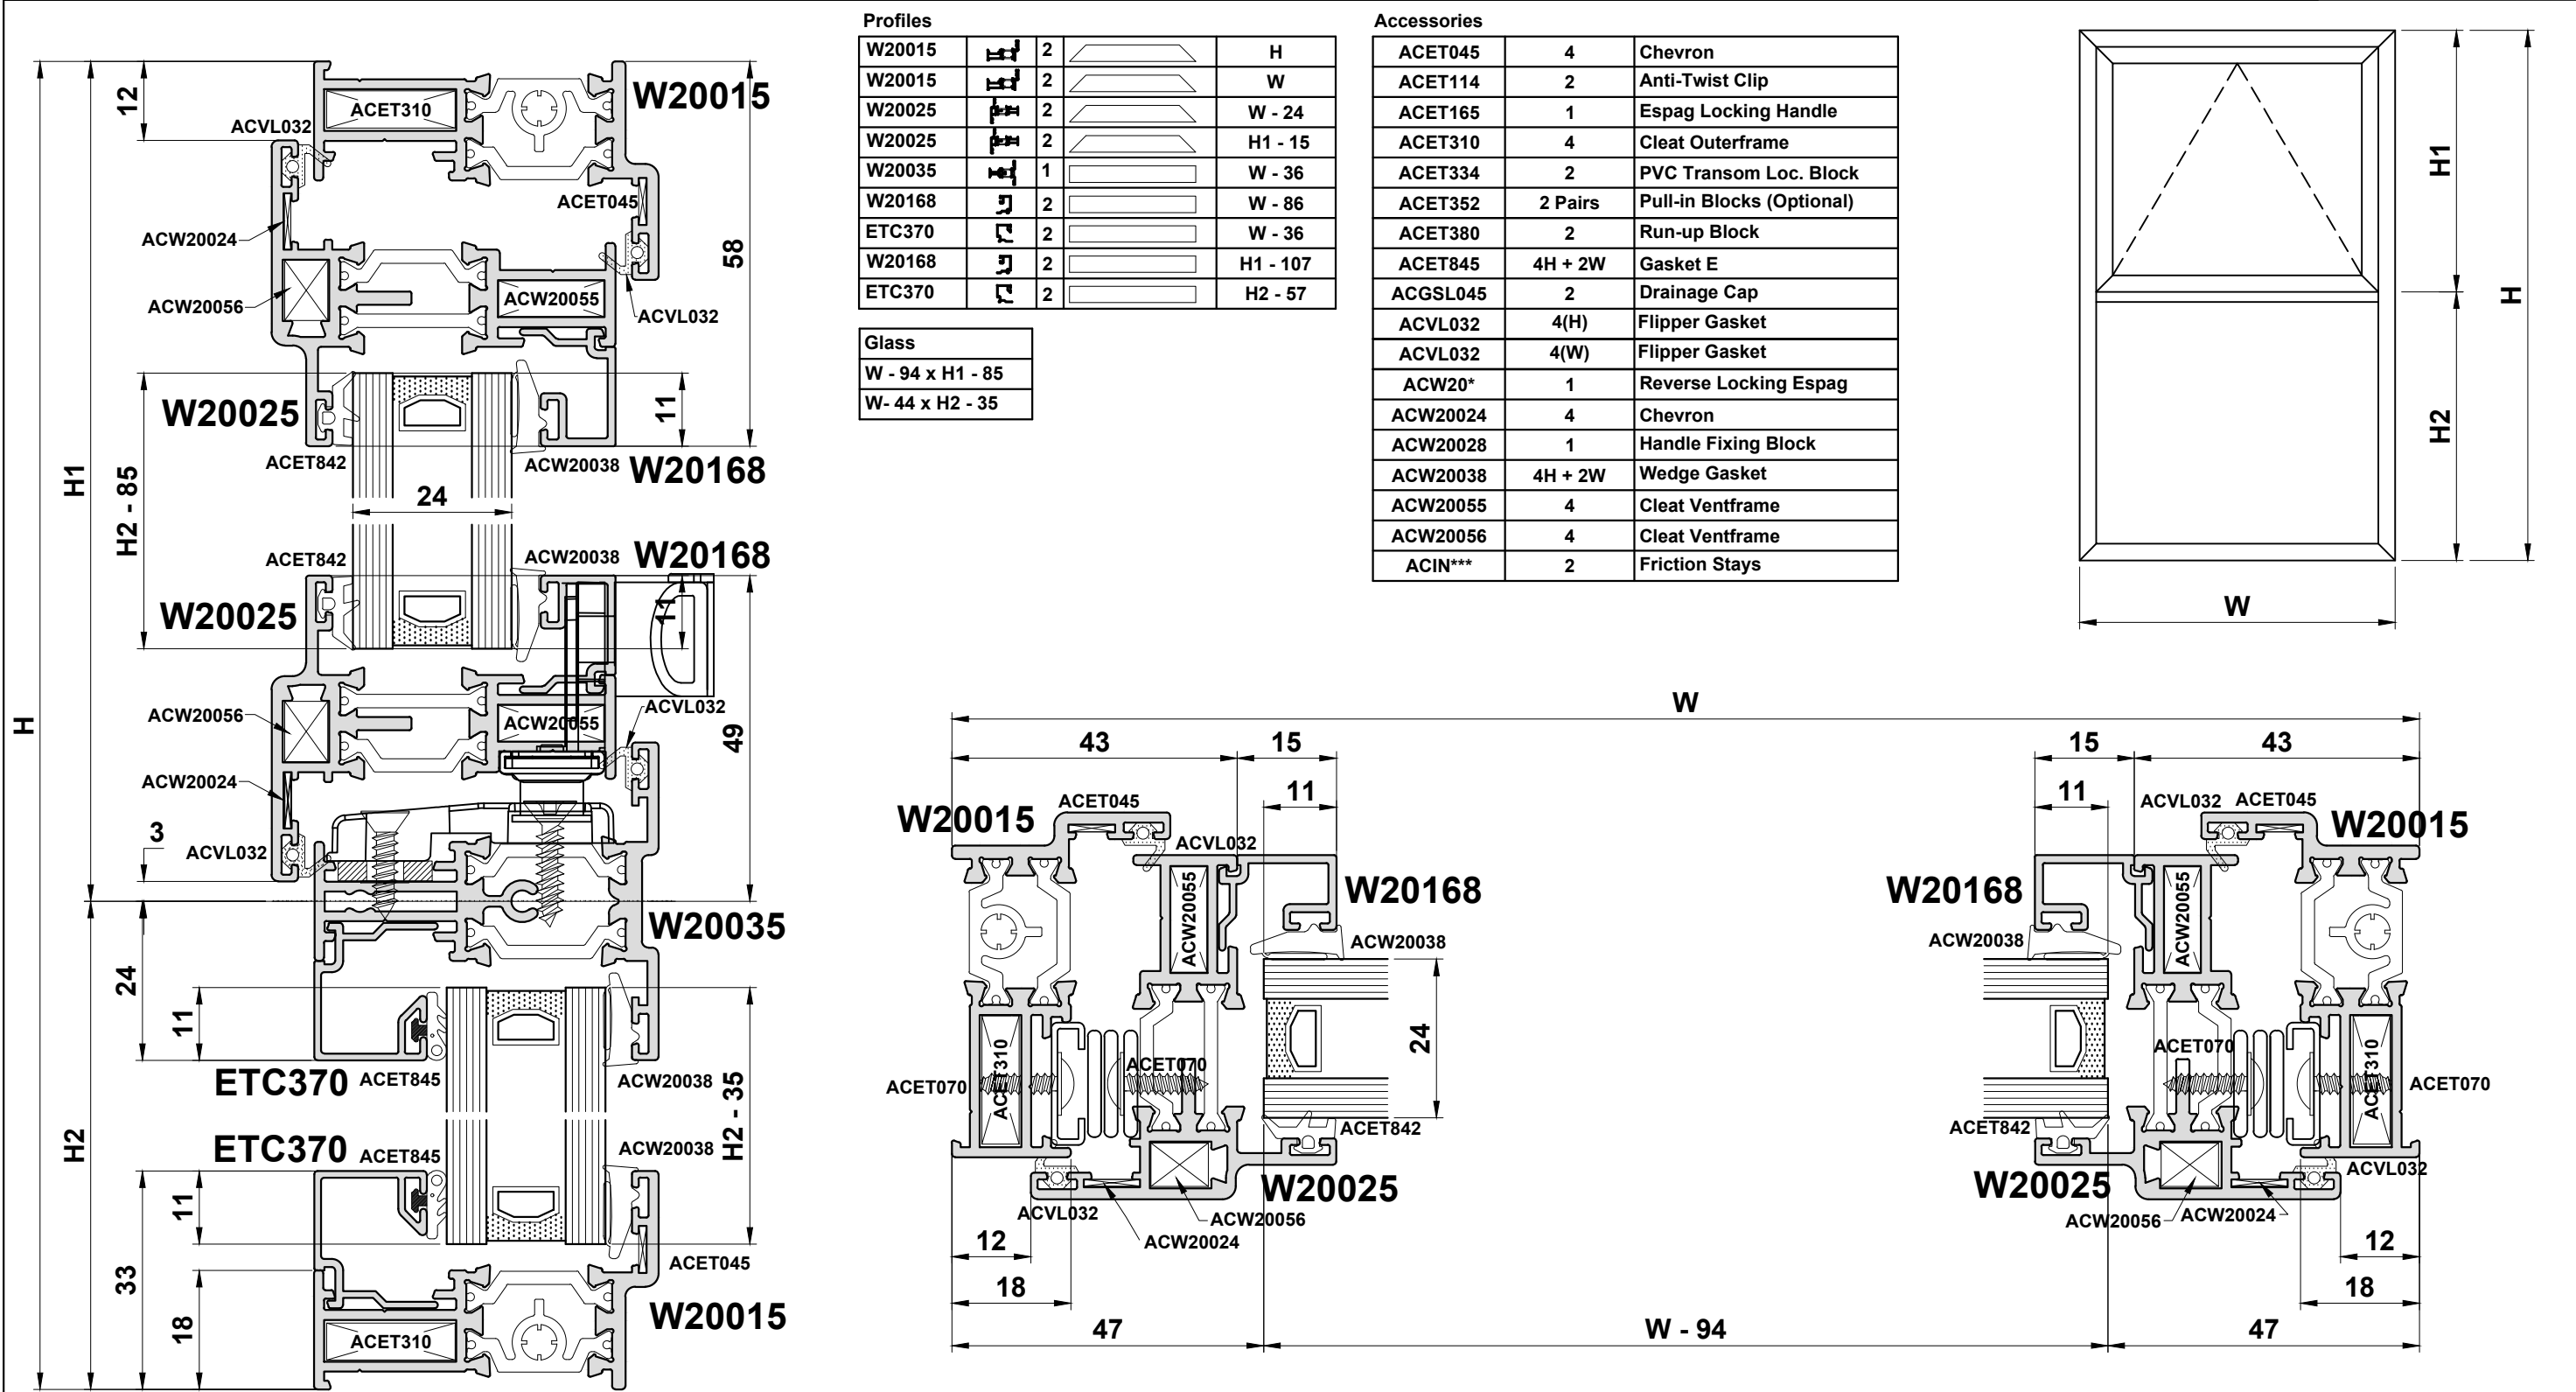 Profiles
W20015 2 H
W20015 2 W
W20025 2 W - 24
W20025 2 H1 - 15
W20035 1 W - 36
W20168 2 W - 86
ETC370 2 W - 36
W20168 2 H1 - 107
ETC370 2 H2 - 57
Glass
W - 94 x H1 - 85
W- 44 x H2 - 35
Accessories
ACET045 4 Chevron
ACET114 2 Anti-Twist Clip
ACET165 1 Espag Locking Handle
ACET310 4 Cleat Outerframe
ACET334 2 PVC Transom Loc. Block
ACET352 2 Pairs Pull-in Blocks (Optional)
ACET380 2 Run-up Block
ACET845 4H + 2W Gasket E
ACGSL045 2 Drainage Cap
ACVL032 4(H) Flipper Gasket
ACVL032 4(W) Flipper Gasket
ACW20* 1 Reverse Locking Espag
ACW20024 4 Chevron
ACW20028 1 Handle Fixing Block
ACW20038 4H + 2W Wedge Gasket
ACW20055 4 Cleat Ventframe
ACW20056 4 Cleat Ventframe
ACIN*** 2 Friction Stays
H1
H2
H
W
H
H1
H2
12
ACVL032
ACET310
W20015
ACET045
ACW20024
58
ACW20056
ACW20055
ACVL032
W20025
11
ACET842
ACW20038
W20168
H2 - 85
24
ACET842
ACW20038
W20168
W20025
11
ACW20056
ACW20055
ACVL032
49
ACW20024
3
ACVL032
W20035
24
11
ETC370
ACET845
ACW20038
H2 - 35
ETC370
ACET845
ACW20038
11
33
18
ACET045
W20015
ACET310
W
43
15
15
43
11
11
W20015
ACET045
ACVL032
ACVL032
ACET045
W20015
ACW20055
W20168
W20168
ACW20055
ACW20038
ACW20038
24
ACET070
ACET310
ACET070
ACET070
ACET310
ACET070
ACET842
ACET842
W20025
W20025
ACVL032
ACVL032
ACW20056
ACW20024
ACW20056
ACW20024
12
18
12
18
47
W - 94
47